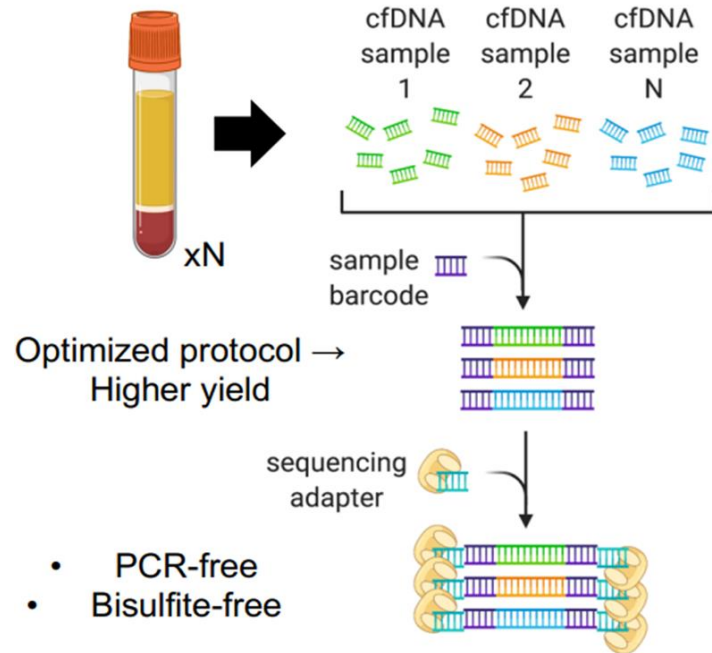 cfDNA
sample
1
cfDNA
sample
2
cfDNA
sample
N
xN
sample
barcode
Optimized protocol →
Higher yield
sequencing
adapter
• PCR-free
• Bisulfite-free